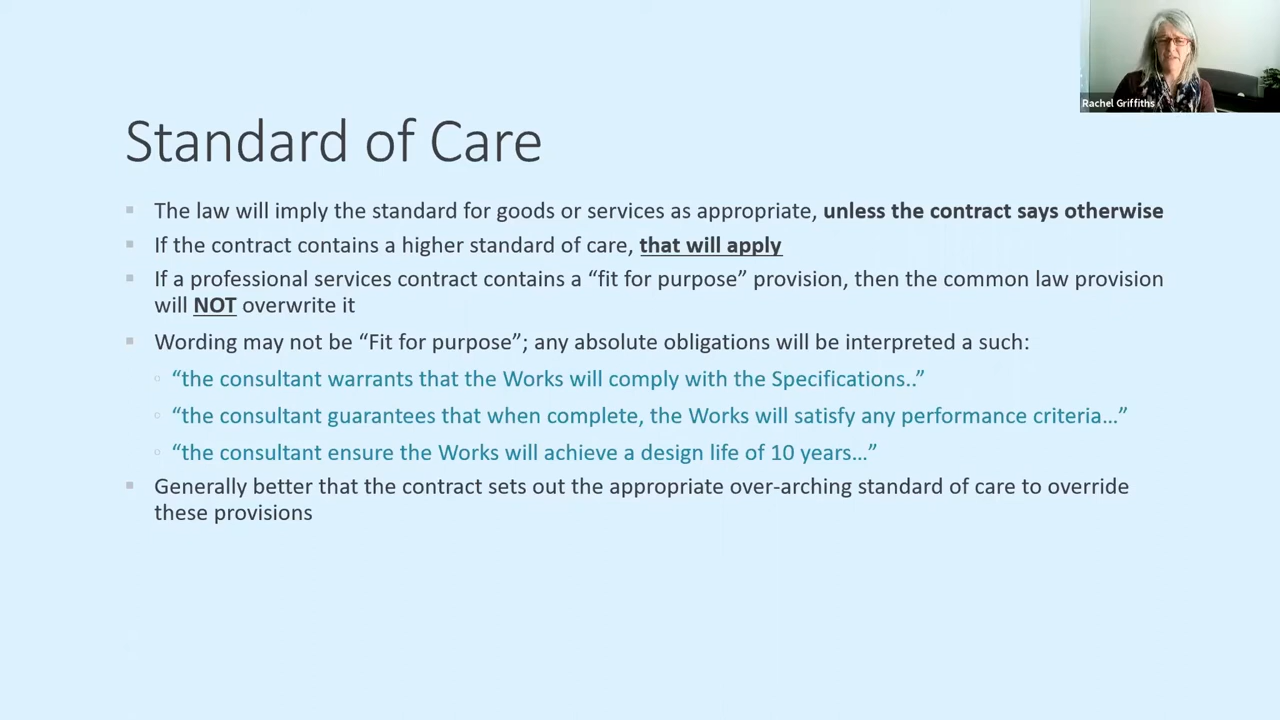 Rachel Griffiths
Standard of Care
The law will imply the standard for goods or services as appropriate, unless the contract says otherwise
If the contract contains a higher standard of care, that will apply
If a professional services contract contains a “fit for purpose” provision, then the common law provision
will NOT overwrite it
Wording may not be “Fit for purpose”; any absolute obligations will be interpreted a such:
“the consultant warrants that the Works will comply with the Specifications..”
“the consultant guarantees that when complete, the Works will satisfy any performance criteria…”
“the consultant ensure the Works will achieve a design life of 10 years…”
Generally better that the contract sets out the appropriate over-arching standard of care to override
these provisions